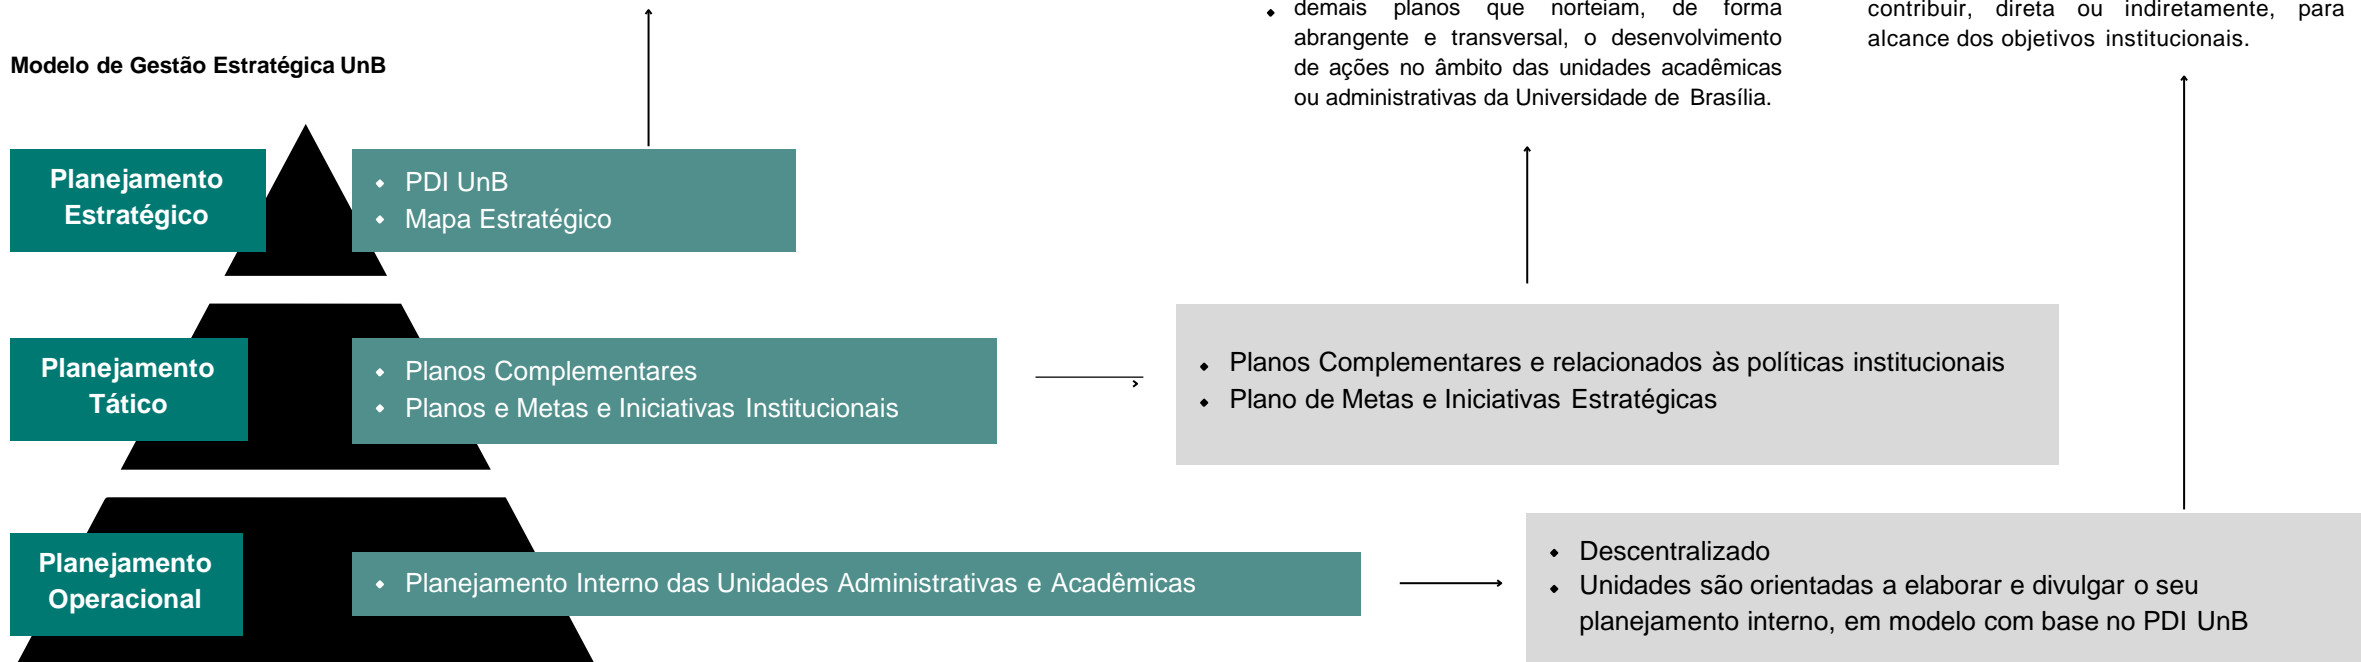 demais planos que norteiam, de forma
abrangente e transversal, o desenvolvimento
de ações no âmbito das unidades acadêmicas
ou administrativas da Universidade de Brasília.
contribuir, direta ou indiretamente, para
alcance dos objetivos institucionais.
Modelo de Gestão Estratégica UnB
Planejamento
Estratégico
PDI UnB
Mapa Estratégico
Planejamento
Tático
Planos Complementares
Planos e Metas e Iniciativas Institucionais
Planos Complementares e relacionados às políticas institucionais
Plano de Metas e Iniciativas Estratégicas
Planejamento
Operacional
Planejamento Interno das Unidades Administrativas e Acadêmicas
Descentralizado
Unidades são orientadas a elaborar e divulgar o seu
planejamento interno, em modelo com base no PDI UnB